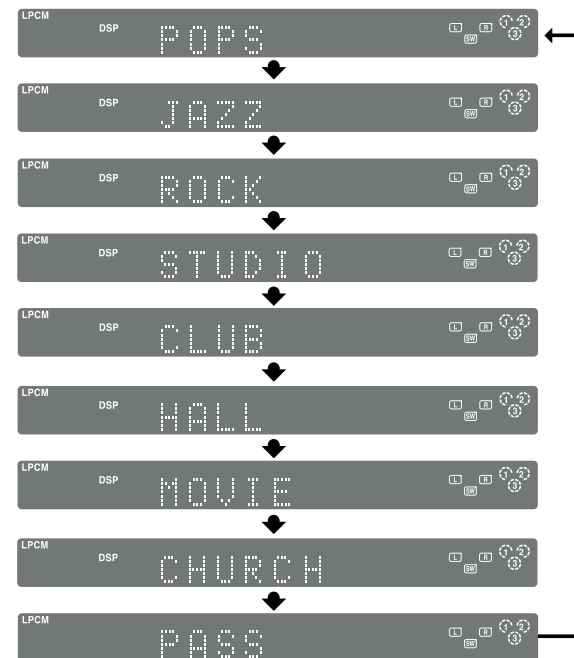 LPCM
DSP POPS L R 1 2
SW 3
LPCM
DSP JAZZ L R 1 2
SW 3
LPCM
DSP ROCK L R 1 2
SW 3
LPCM
DSP STUDIO L R 1 2
SW 3
LPCM
DSP CLUB L R 1 2
SW 3
LPCM
DSP HALL L R 1 2
SW 3
LPCM
DSP MOVIE L R 1 2
SW 3
LPCM
DSP CHURCH L R 1 2
SW 3
LPCM
PASS L R 1 2
SW 3